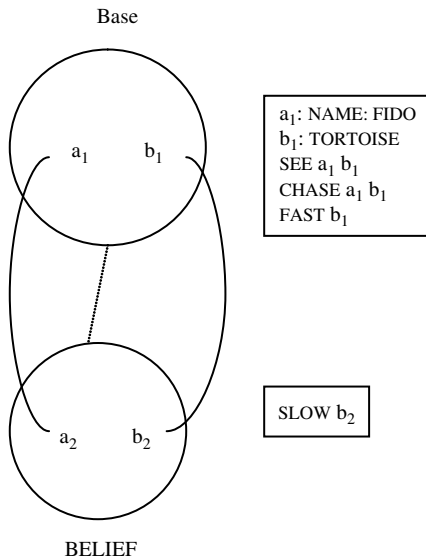 Base
a₁ b₁
a₁: NAME: FIDO
b₁: TORTOISE
SEE a₁ b₁
CHASE a₁ b₁
FAST b₁
a₂ b₂
SLOW b₂
BELIEF